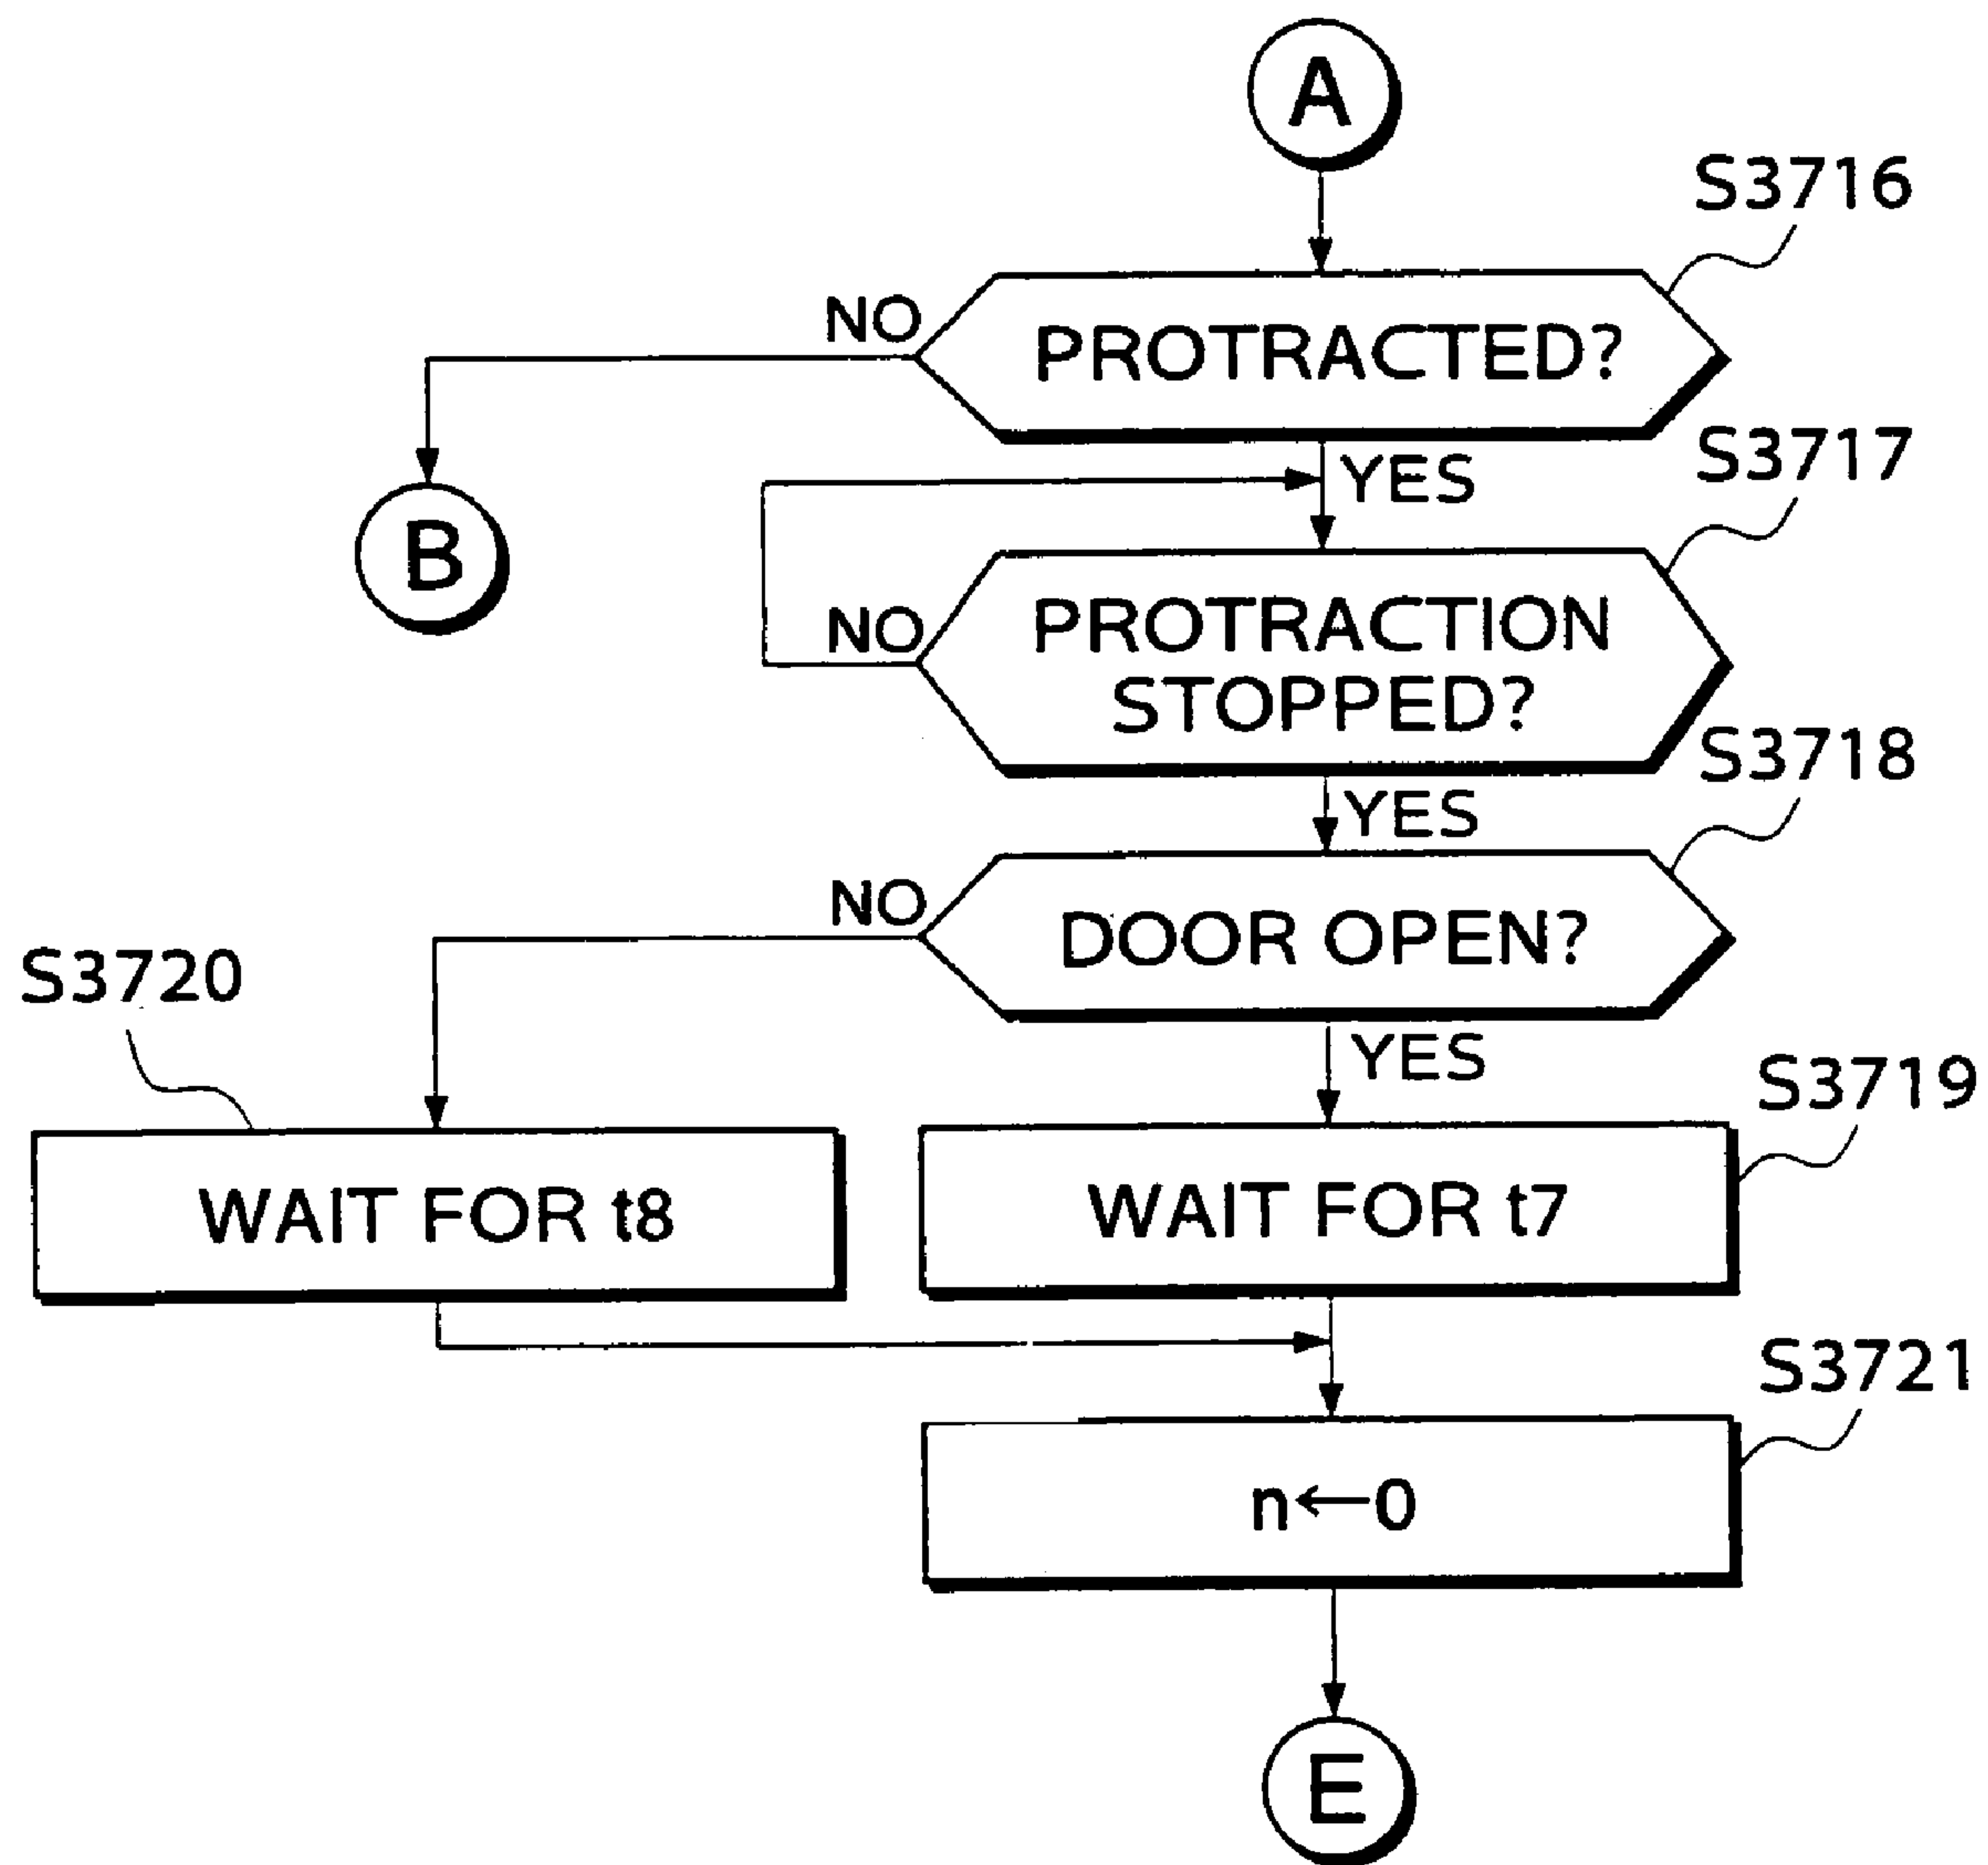 A
S3716
NO
PROTRACTED?
S3717
YES
B
NO
PROTRACTION
STOPPED?
S3718
YES
NO
DOOR OPEN?
S3720
YES
S3719
WAIT FOR t8
WAIT FOR t7
S3721
n←0
E